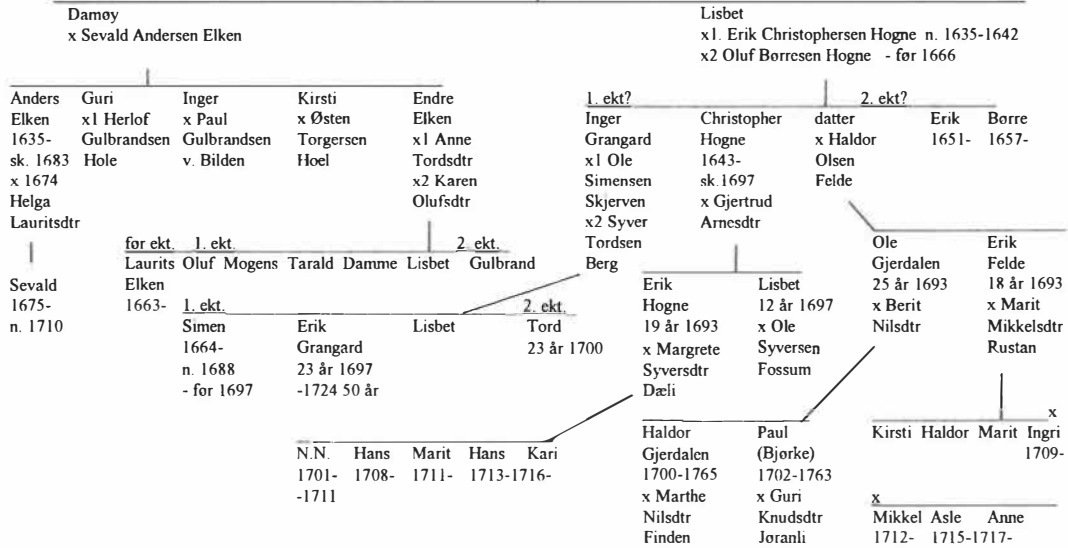 Damøy
x Sevald Andersen Elken
Lisbet
x1. Erik Christophersen Hogne n. 1635-1642
x2 Oluf Børresen Hogne - før 1666
Anders
Elken
1635-
sk. 1683
x 1674
Helga
Lauritsdtr
Guri
x1 Herlof
Gulbrandsen
Hole
Inger
x Paul
Gulbrandsen
v. Bilden
Kirsti
x Østen
Torgersen
Hoel
Endre
Elken
x1 Anne
Tordsdtr
x2 Karen
Olufsdtr
1. ekt?
2. ekt?
Inger
Grangard
x1 Ole
Simensen
Skjerven
x2 Syver
Tordsen
Berg
Christopher
Hogne
1643-
sk.1697
x Gjertrud
Arnesdtr
datter
x Haldor
Olsen
Felde
Erik
1651-
Børre
1657-
Sevald
1675-
n. 1710
før ekt. 1. ekt. 2. ekt.
Laurits Oluf Mogens Tarald Damme Lisbet Gulbrand
Elken
1663-
1. ekt. 2. ekt.
Simen
1664-
n. 1688
- før 1697
Erik
Grangard
23 år 1697
-1724 50 år
Lisbet
Tord
23 år 1700
Erik
Hogne
19 år 1693
x Margrete
Syversdtr
Dæli
Lisbet
12 år 1697
x Ole
Syversen
Fossum
Ole
Gjerdalen
25 år 1693
x Berit
Nilsdtr
Erik
Felde
18 år 1693
x Marit
Mikkelsdtr
Rustan
N.N. Hans Marit Hans Kari
1701- 1708- 1711- 1713-1716-
-1711
Haldor
Gjerdalen
1700-1765
x Marthe
Nilsdtr
Finden
Paul
(Bjørke)
1702-1763
x Guri
Knudsdtr
Jøranli
x
Kirsti Haldor Marit Ingri
1709-
x
Mikkel Asle Anne
1712- 1715-1717-